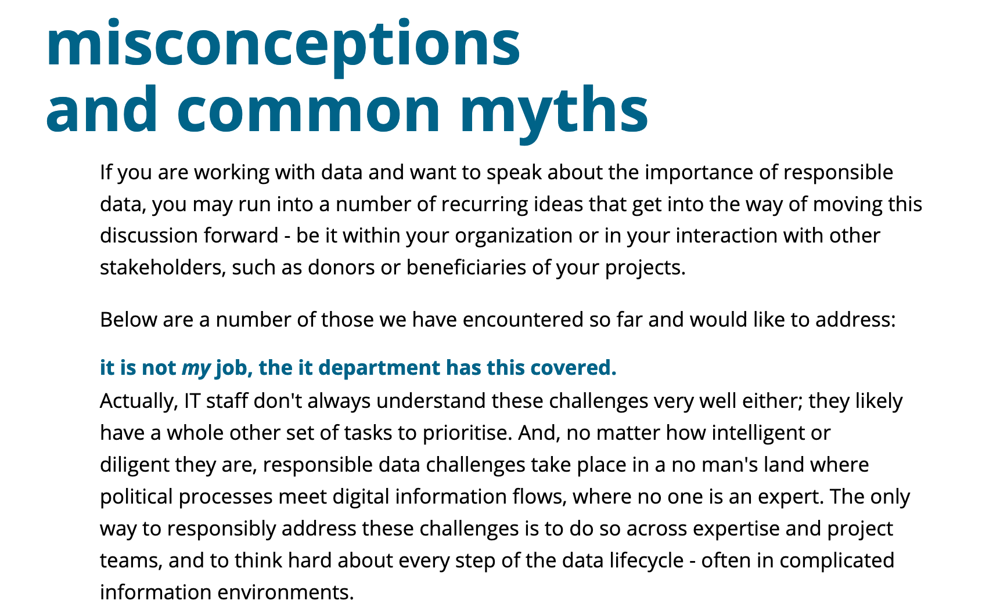 misconceptions
and common myths
If you are working with data and want to speak about the importance of responsible
data, you may run into a number of recurring ideas that get into the way of moving this
discussion forward - be it within your organization or in your interaction with other
stakeholders, such as donors or beneficiaries of your projects.
Below are a number of those we have encountered so far and would like to address:
it is not my job, the it department has this covered.
Actually, IT staff don't always understand these challenges very well either; they likely
have a whole other set of tasks to prioritise. And, no matter how intelligent or
diligent they are, responsible data challenges take place in a no man's land where
political processes meet digital information flows, where no one is an expert. The only
way to responsibly address these challenges is to do so across expertise and project
teams, and to think hard about every step of the data lifecycle - often in complicated
information environments.